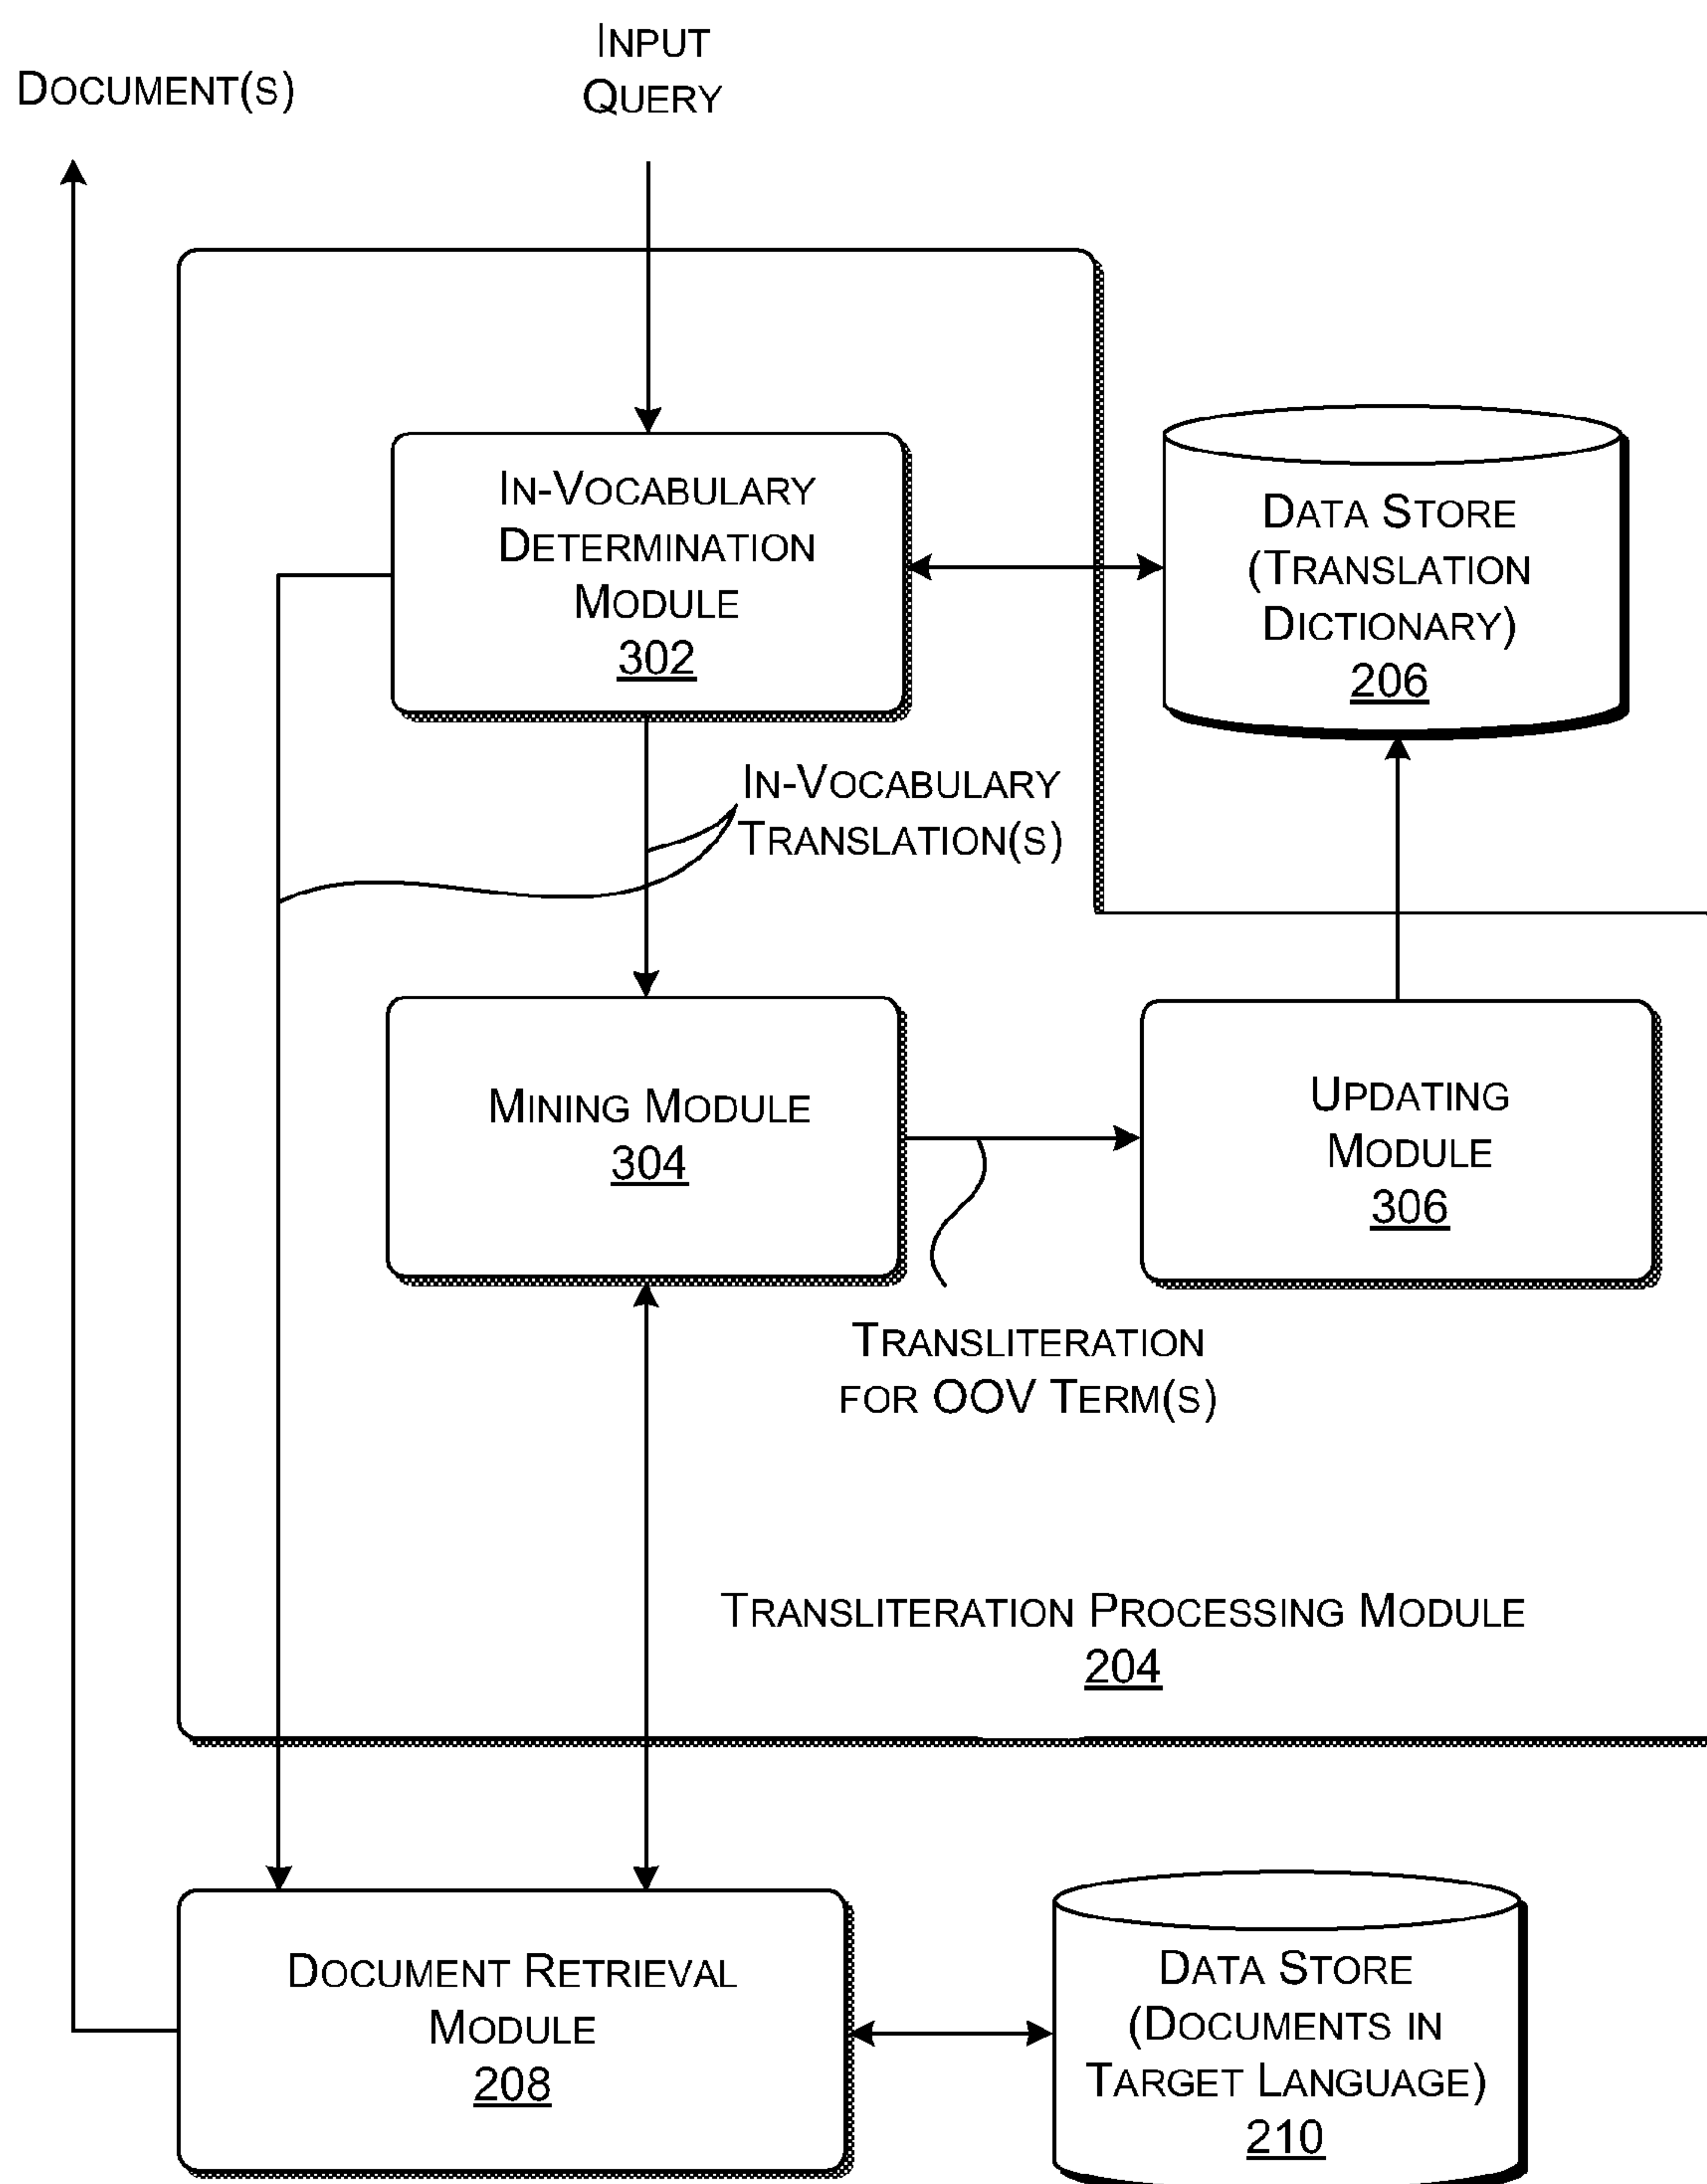 DOCUMENT(S)
INPUT
QUERY
IN-VOCABULARY
DETERMINATION
MODULE
302
DATA STORE
(TRANSLATION
DICTIONARY)
206
IN-VOCABULARY
TRANSLATION(S)
MINING MODULE
304
UPDATING
MODULE
306
TRANSLITERATION
FOR OOV TERM(S)
TRANSLITERATION PROCESSING MODULE
204
DOCUMENT RETRIEVAL
MODULE
208
DATA STORE
(DOCUMENTS IN
TARGET LANGUAGE)
210